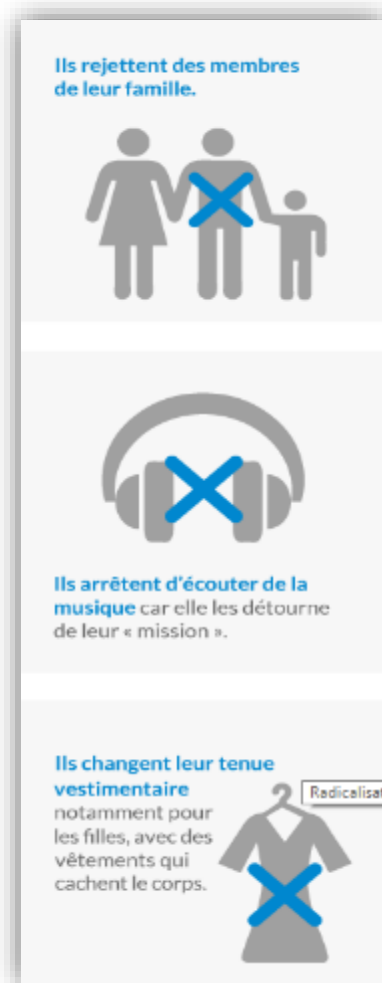 Ils rejettent des membres
de leur famille.
Ils arrêtent d'écouter de la
musique car elle les détourne
de leur « mission ».
Ils changent leur tenue
vestimentaire
notamment pour
les filles, avec des
vêtements qui
cachent le corps.
Radicalisat